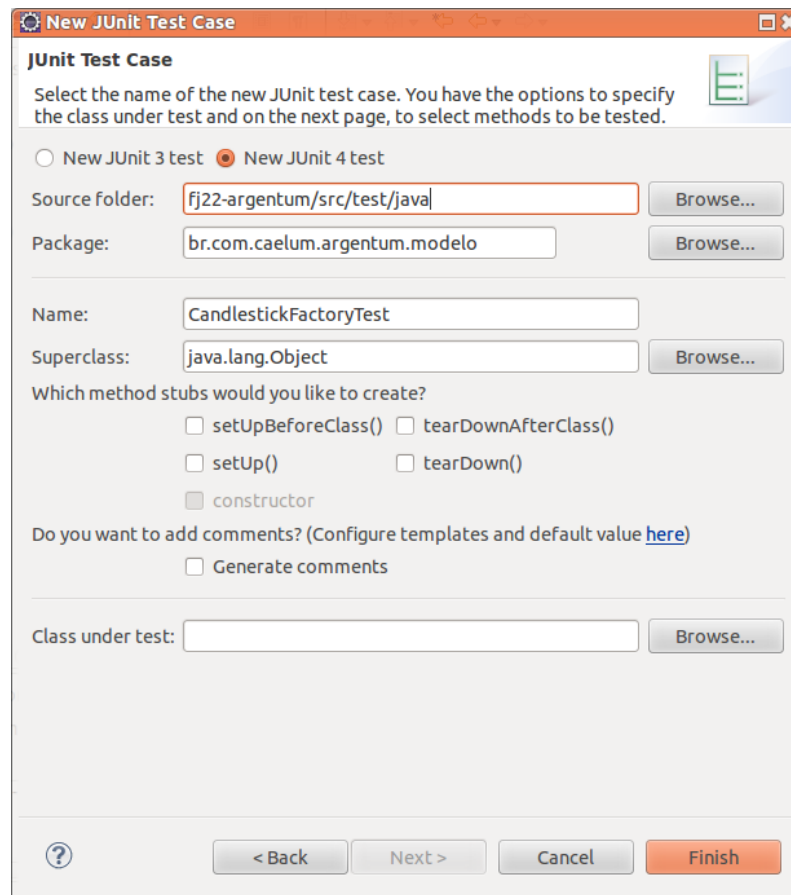 New JUnit Test Case
JUnit Test Case
Select the name of the new JUnit test case. You have the options to specify
the class under test and on the next page, to select methods to be tested.
New JUnit 3 test New JUnit 4 test
Source folder: fj22-argentum/src/test/java Browse...
Package: br.com.caelum.argentum.modelo Browse...
Name: CandlestickFactoryTest
Superclass: java.lang.Object Browse...
Which method stubs would you like to create?
setUpBeforeClass() tearDownAfterClass()
setUp() tearDown()
constructor
Do you want to add comments? (Configure templates and default value here)
Generate comments
Class under test: Browse...
? < Back Next > Cancel Finish